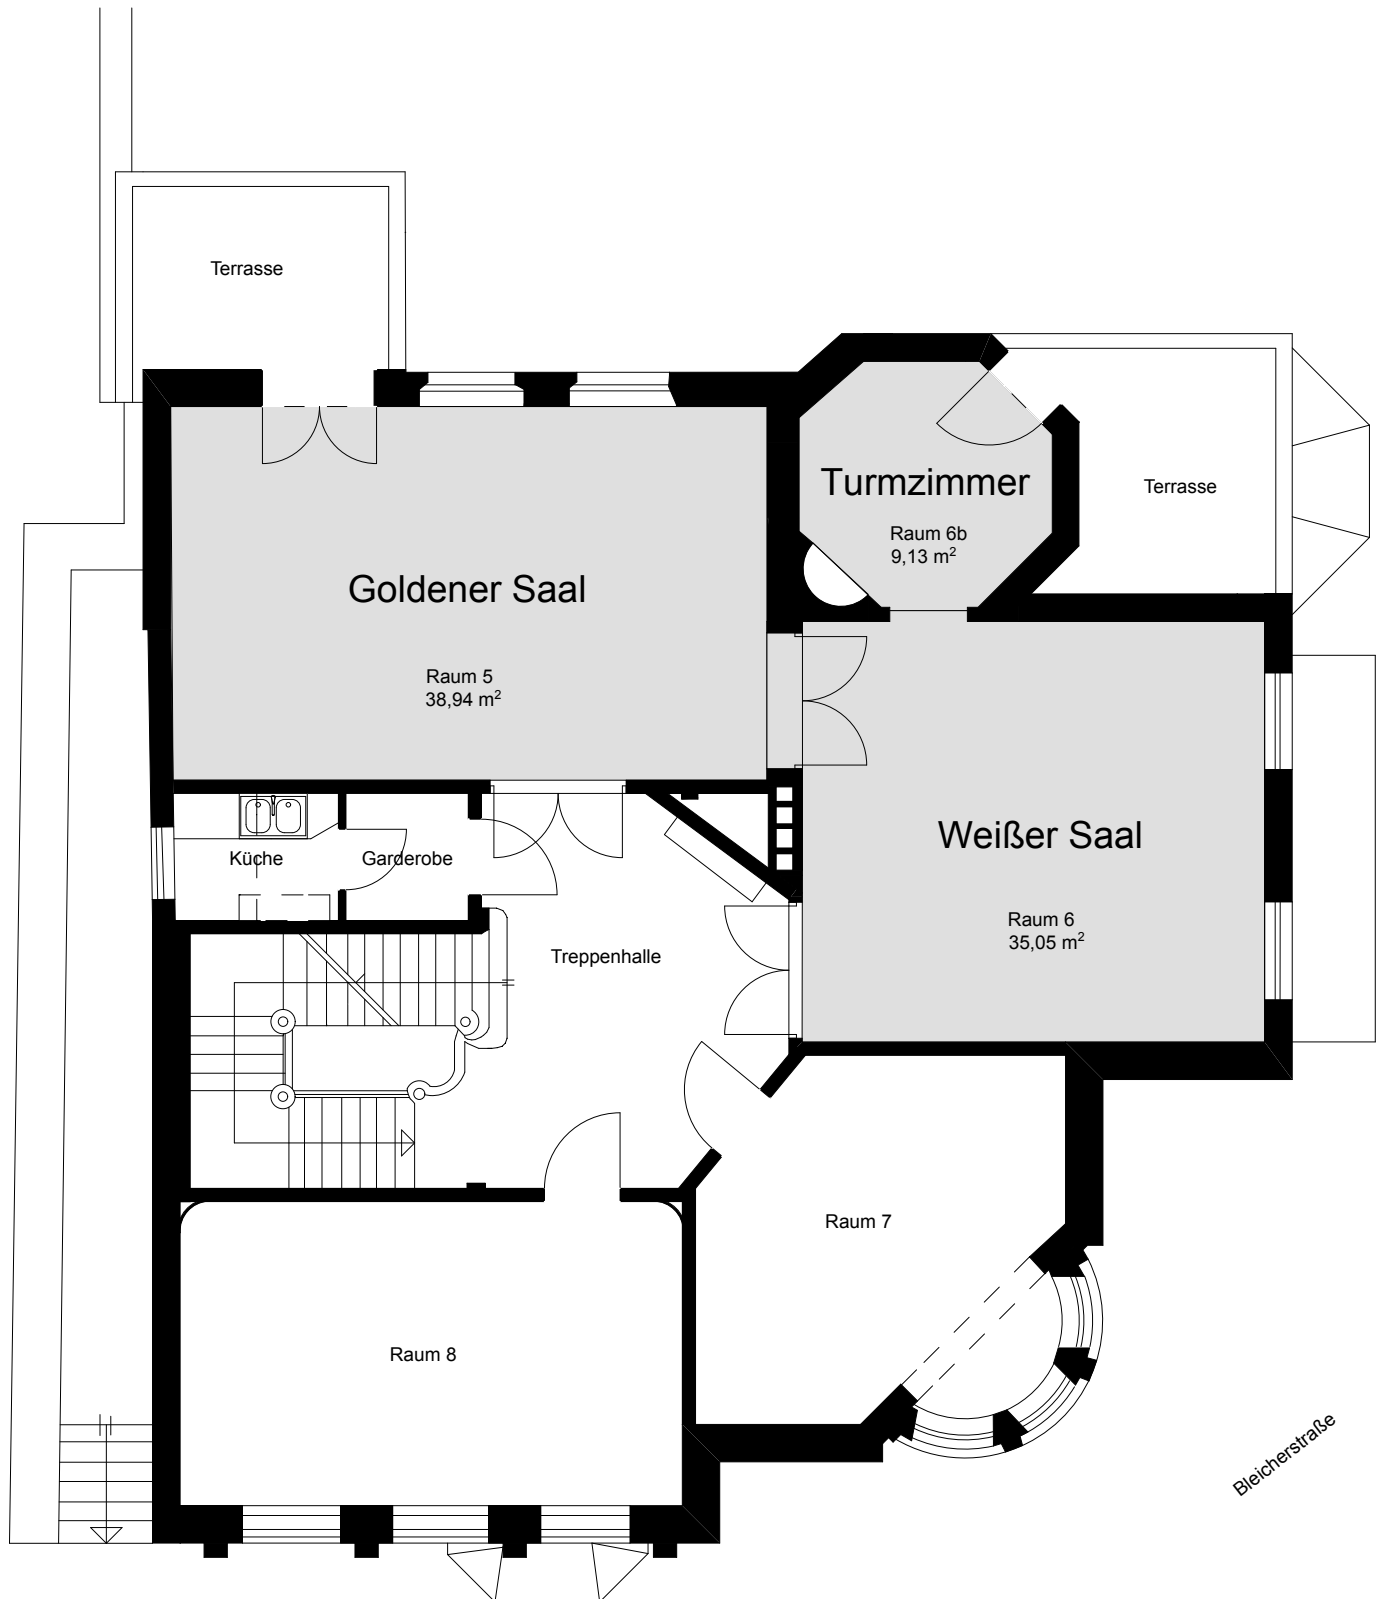 Terrasse
Turmzimmer
Raum 6b
9,13 m²
Terrasse
Goldener Saal
Raum 5
38,94 m²
Weißer Saal
Raum 6
35,05 m²
Küche
Garderobe
Treppenhalle
Raum 7
Raum 8
Bleicherstraße